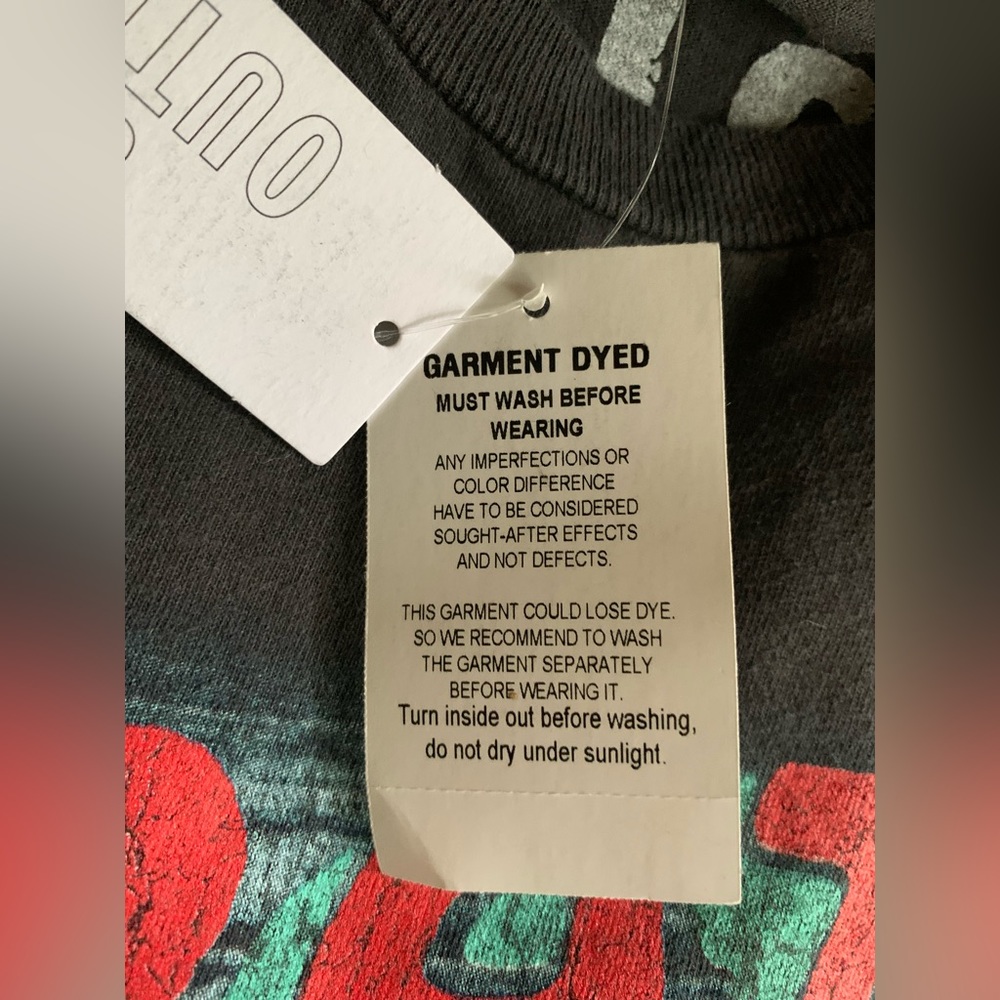 OUT
GARMENT DYED
MUST WASH BEFORE
WEARING
ANY IMPERFECTIONS OR
COLOR DIFFERENCE
HAVE TO BE CONSIDERED
SOUGHT-AFTER EFFECTS
AND NOT DEFECTS.
THIS GARMENT COULD LOSE DYE.
SO WE RECOMMEND TO WASH
THE GARMENT SEPARATELY
BEFORE WEARING IT.
Turn inside out before washing,
do not dry under sunlight.